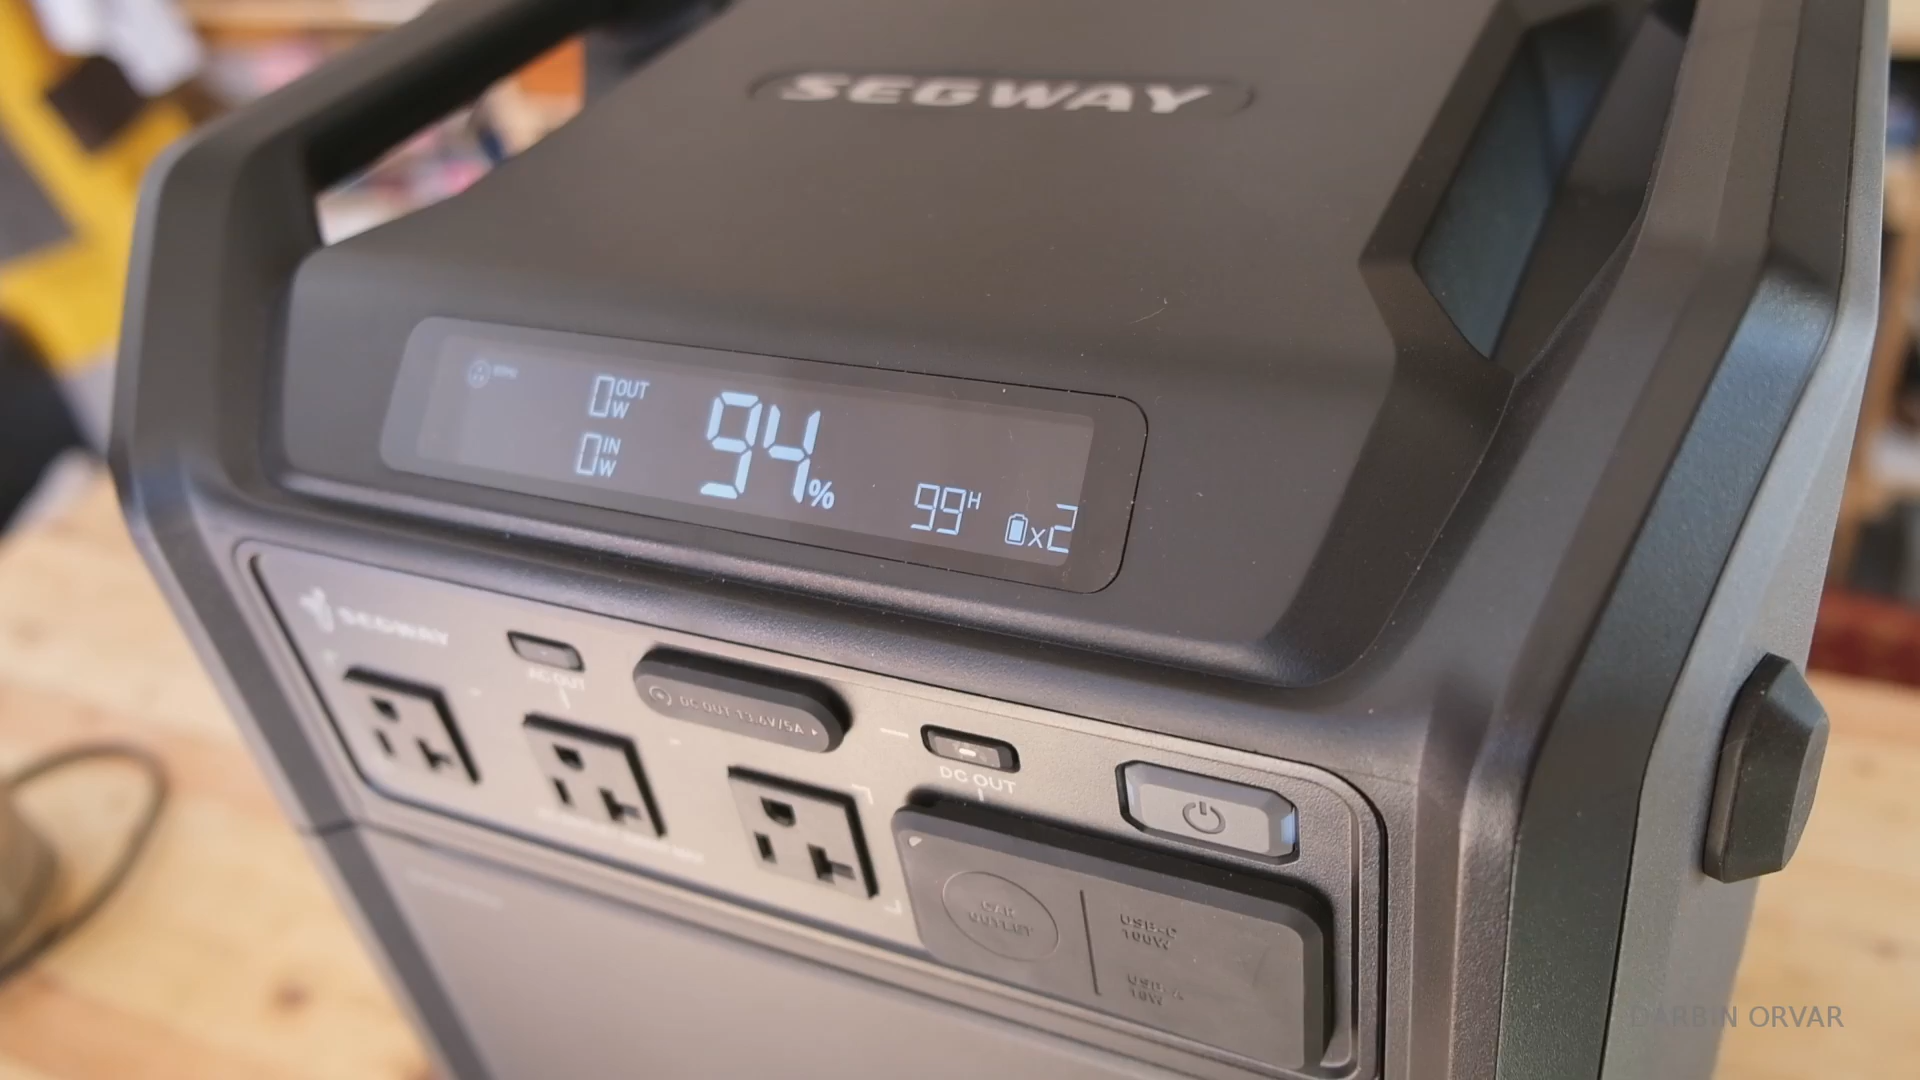 SEGWAY
0 OUT W
94%
0 IN W
99 H x2
SEGWAY
AC OUT
DC OUT 13.6V/5A
DC OUT
CAR
OUTLET
USB-C
100W
USB-A
18W
DARBIN ORVAR